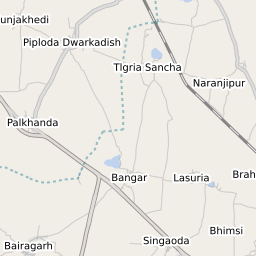 unjakhedi
Piploda Dwarkadish
TIgria Sancha
Naranjipur
Palkhanda
Bangar
Lasuria
Brah
Bhimsi
Bairagarh
Singaoda